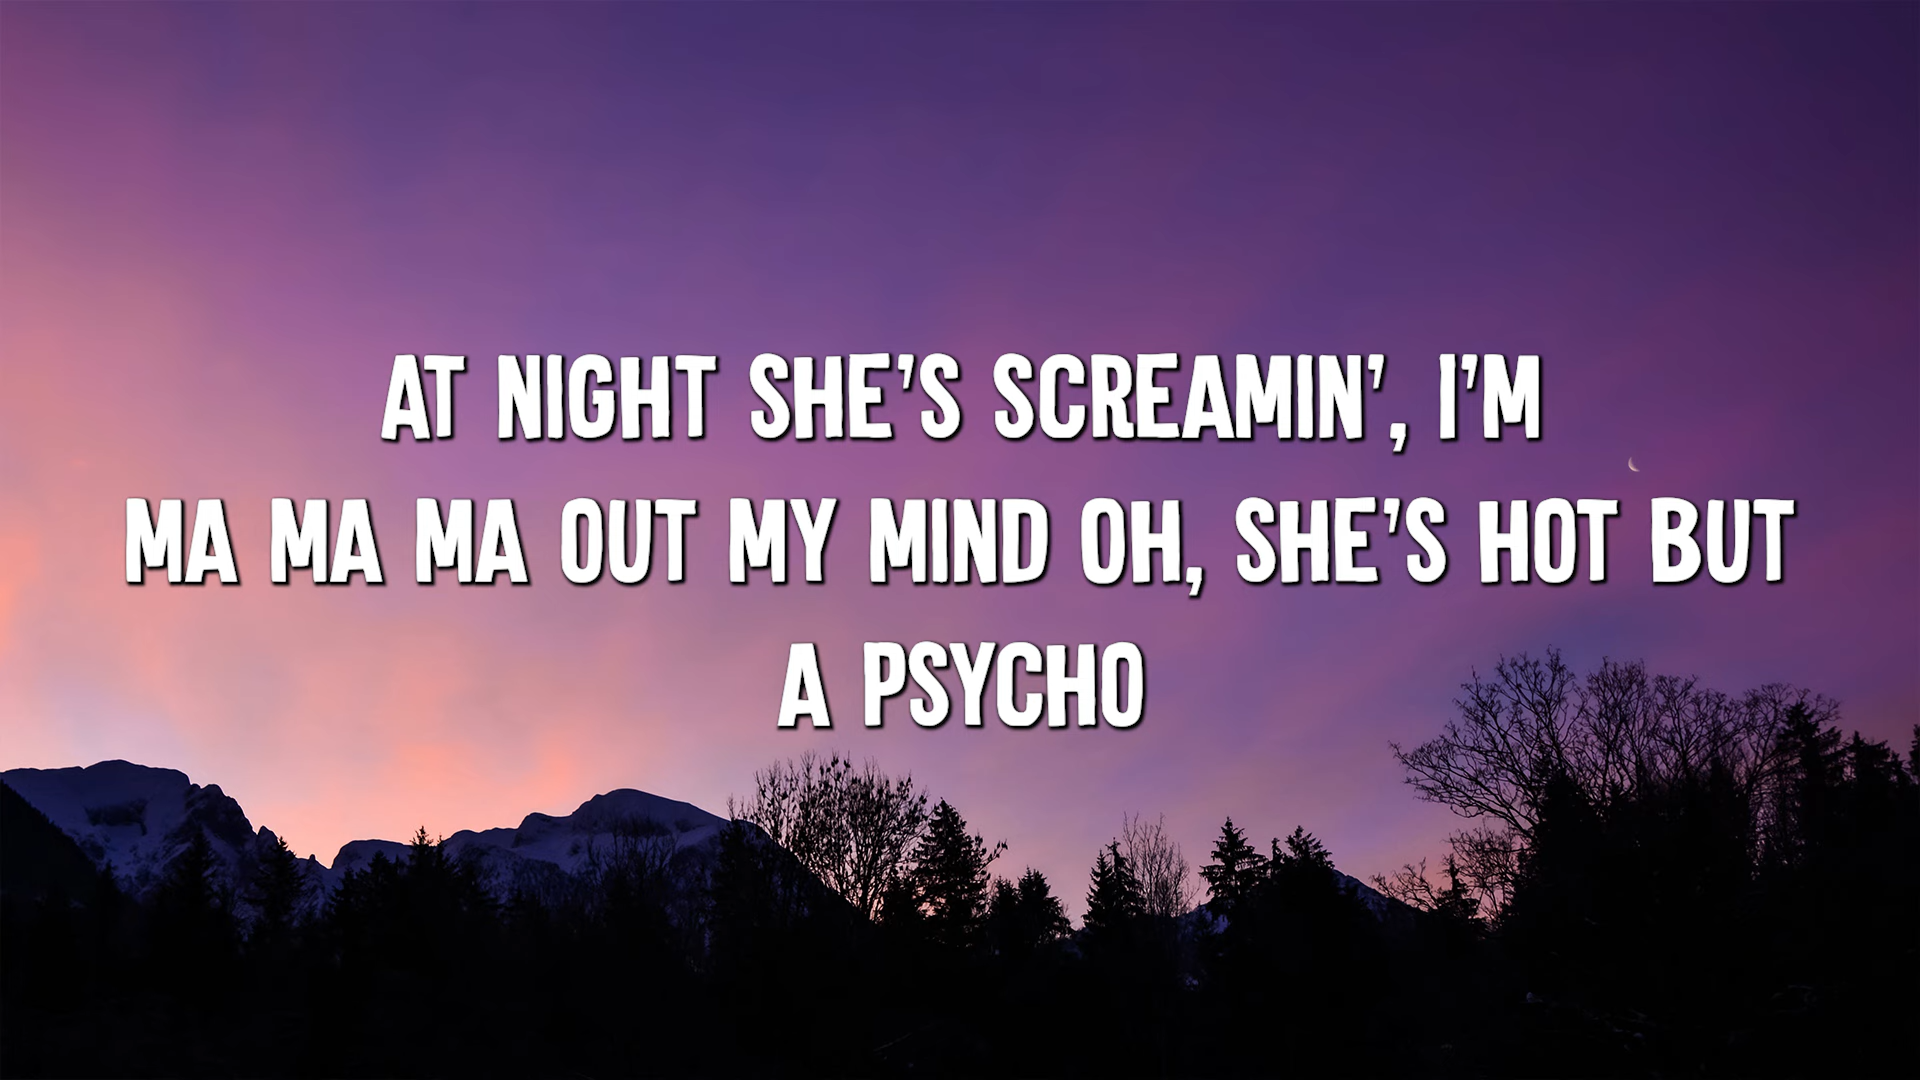 AT NIGHT SHE'S SCREAMIN', I'M
MA MA MA OUT MY MIND OH, SHE'S HOT BUT
A PSYCHO